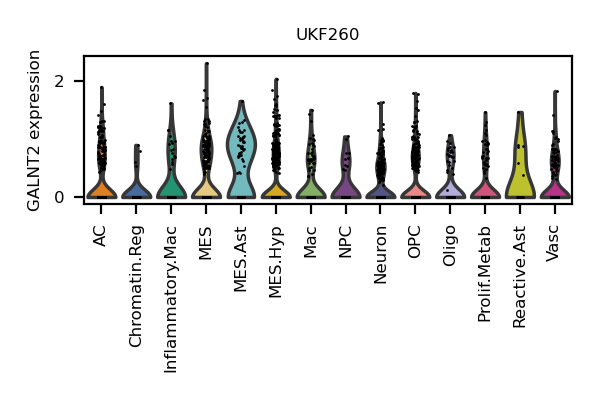 UKF260
GALNT2 expression
2
0
AC
Chromatin.Reg
Inflammatory.Mac
MES
MES.Ast
MES.Hyp
Mac
NPC
Neuron
OPC
Oligo
Prolif.Metab
Reactive.Ast
Vasc